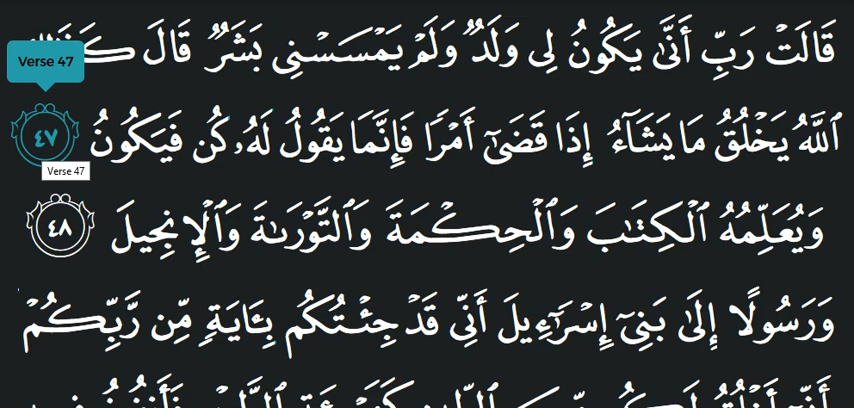 قَالَتْ رَبِّ أَنَّىٰ يَكُونُ لِى وَلَدٌ وَلَمْ يَمْسَسْنِى بَشَرٌ قَالَ
Verse 47
ٱللَّهُ يَخْلُقُ مَا يَشَآءُ إِذَا قَضَىٰٓ أَمْرًا فَإِنَّمَا يَقُولُ لَهُۥ كُن فَيَكُونُ ٤٧
Verse 47
وَيُعَلِّمُهُ ٱلْكِتَـٰبَ وَٱلْحِكْمَةَ وَٱلتَّوْرَىٰةَ وَٱلْإِنجِيلَ ٤٨
وَرَسُولًا إِلَىٰ بَنِىٓ إِسْرَٰٓءِيلَ أَنِّى قَدْ جِئْتُكُم بِـَٔايَةٍ مِّن رَّبِّكُمْ